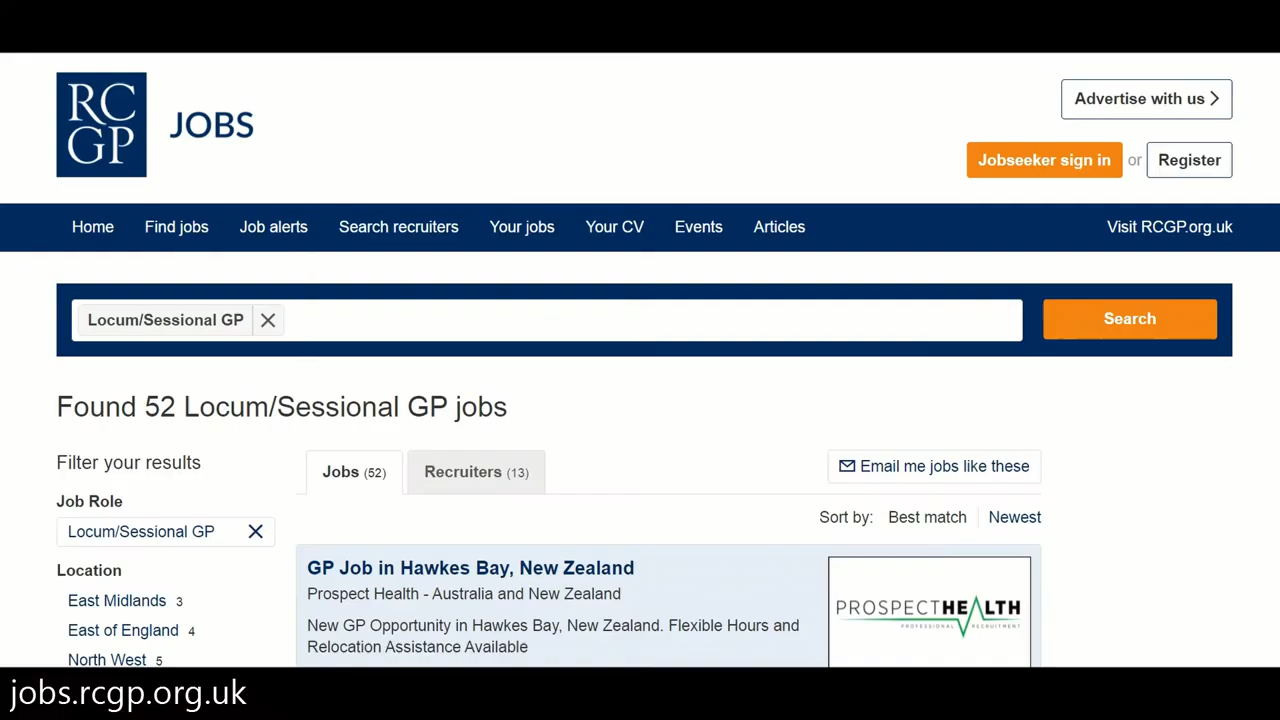 RC
GP
JOBS
Advertise with us
Jobseeker sign in or Register
Home Find jobs Job alerts Search recruiters Your jobs Your CV Events Articles Visit RCGP.org.uk
Locum/Sessional GP Search
Found 52 Locum/Sessional GP jobs
Filter your results
Jobs (52) Recruiters (13) Email me jobs like these
Job Role
Sort by: Best match Newest
Locum/Sessional GP
Location
East Midlands 3
East of England 4
North West 5
GP Job in Hawkes Bay, New Zealand
Prospect Health - Australia and New Zealand
New GP Opportunity in Hawkes Bay, New Zealand. Flexible Hours and
Relocation Assistance Available
PROSPECTHEALTH
PROFESSIONAL RECRUITMENT
jobs.rcgp.org.uk